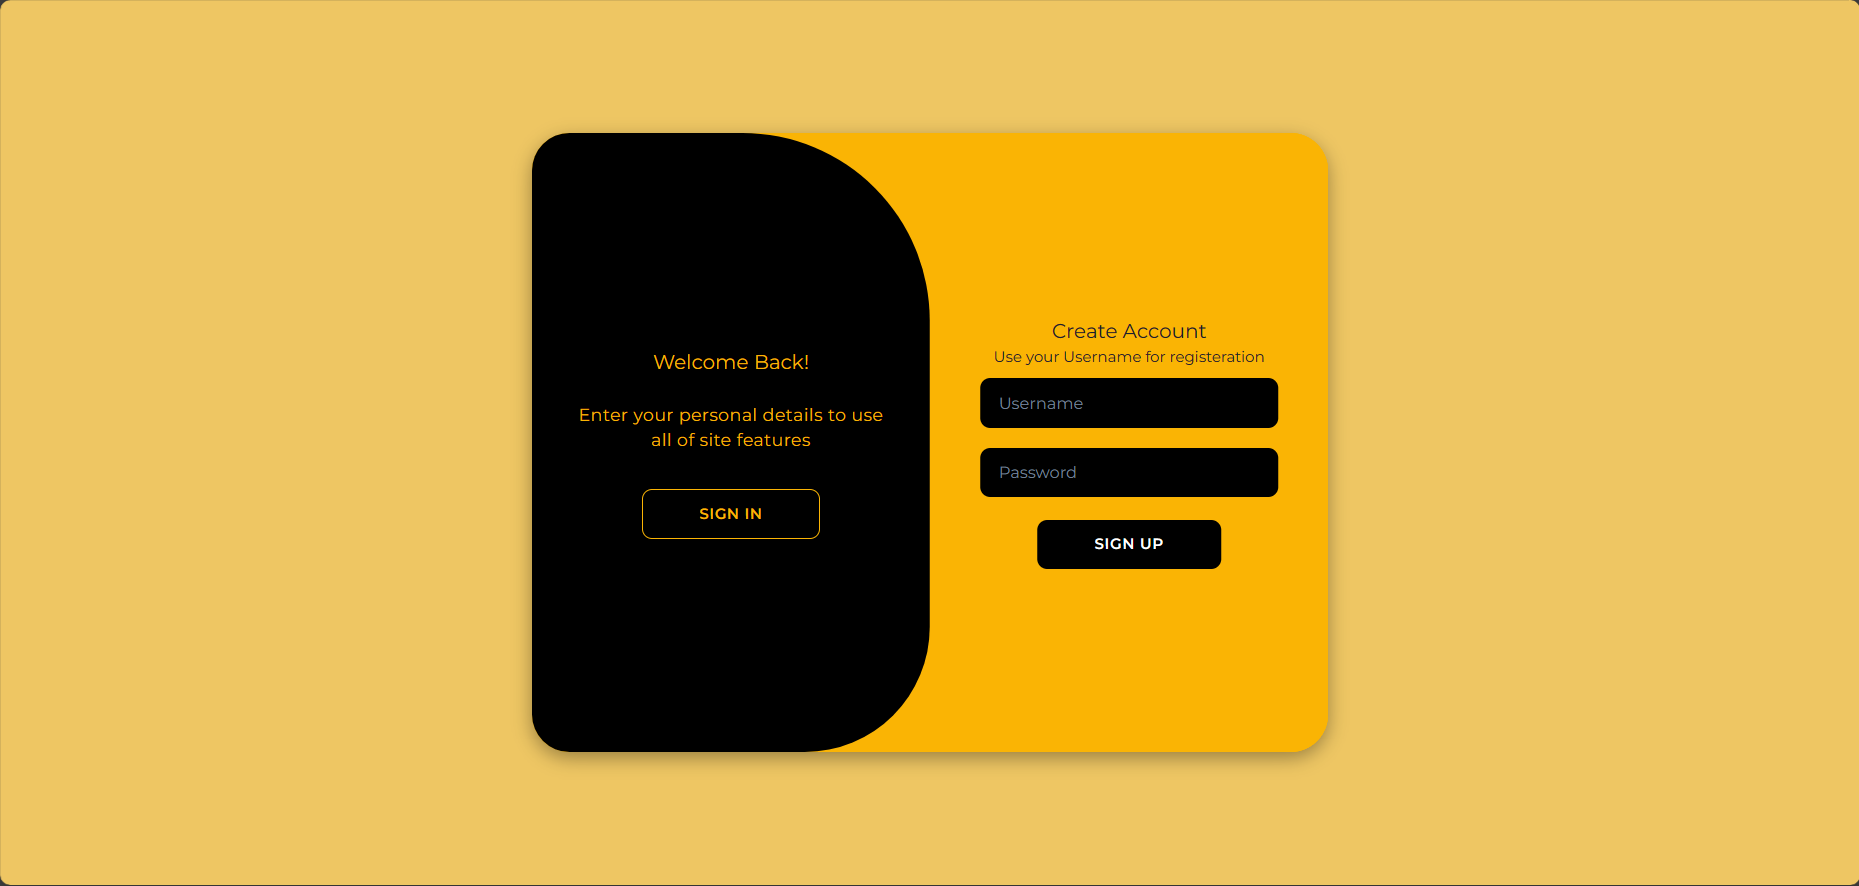 Welcome Back!
Enter your personal details to use
all of site features
SIGN IN
Create Account
Use your Username for registeration
Username
Password
SIGN UP